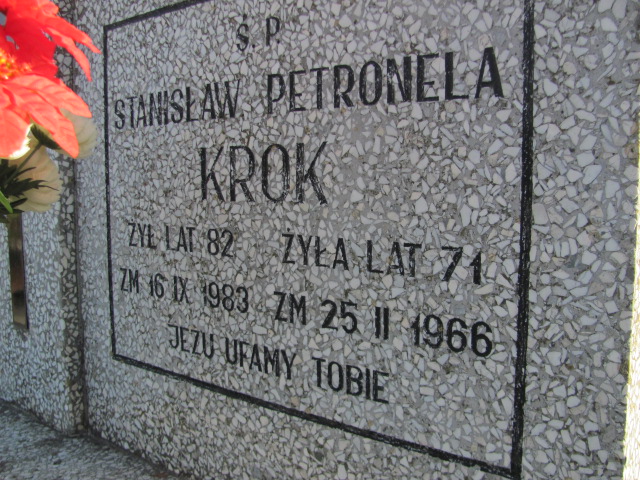 Ś. P
STANISŁAW, PETRONELA
KROK
ŻYŁ LAT 82 ŻYŁA LAT 71
ZM 16 IX 1983 ZM 25 II 1966
JEZU UFAMY TOBIE